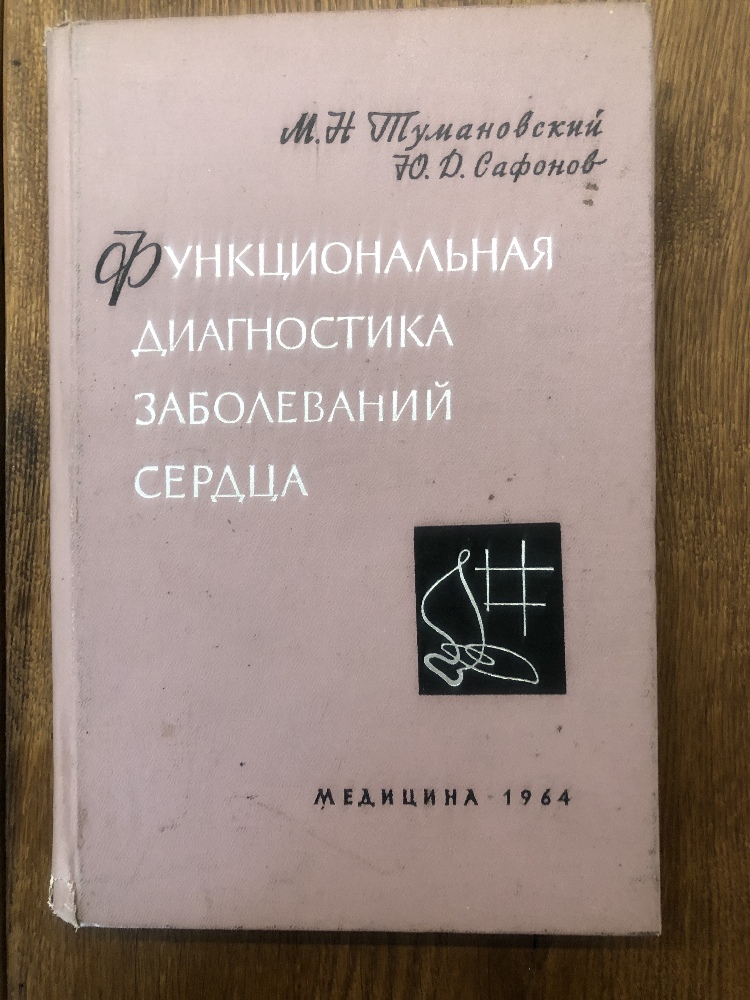 М. Н Тумановский
Ю. Д. Сафонов
ФУНКЦИОНАЛЬНАЯ
ДИАГНОСТИКА
ЗАБОЛЕВАНИЙ
СЕРДЦА
МЕДИЦИНА · 1964